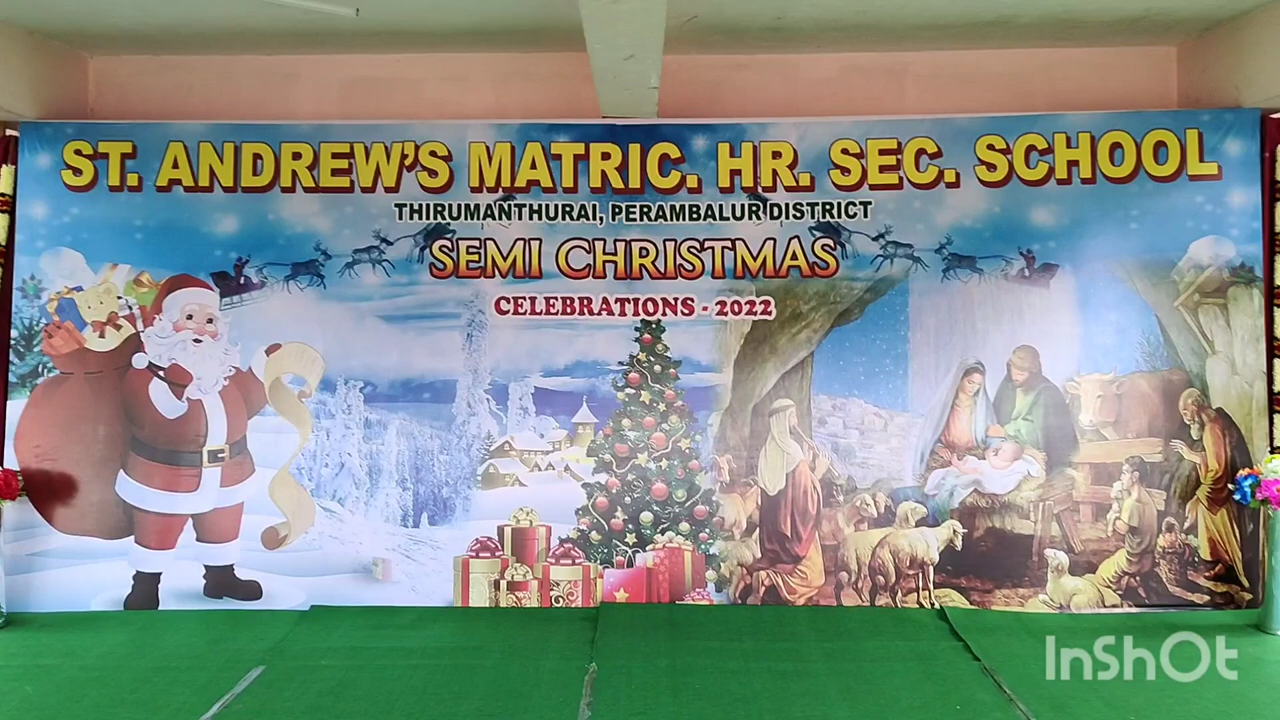 ST. ANDREW'S MATRIC. HR. SEC. SCHOOL
THIRUMANTHURAI, PERAMBALUR DISTRICT
SEMI CHRISTMAS
CELEBRATIONS - 2022
InShOt